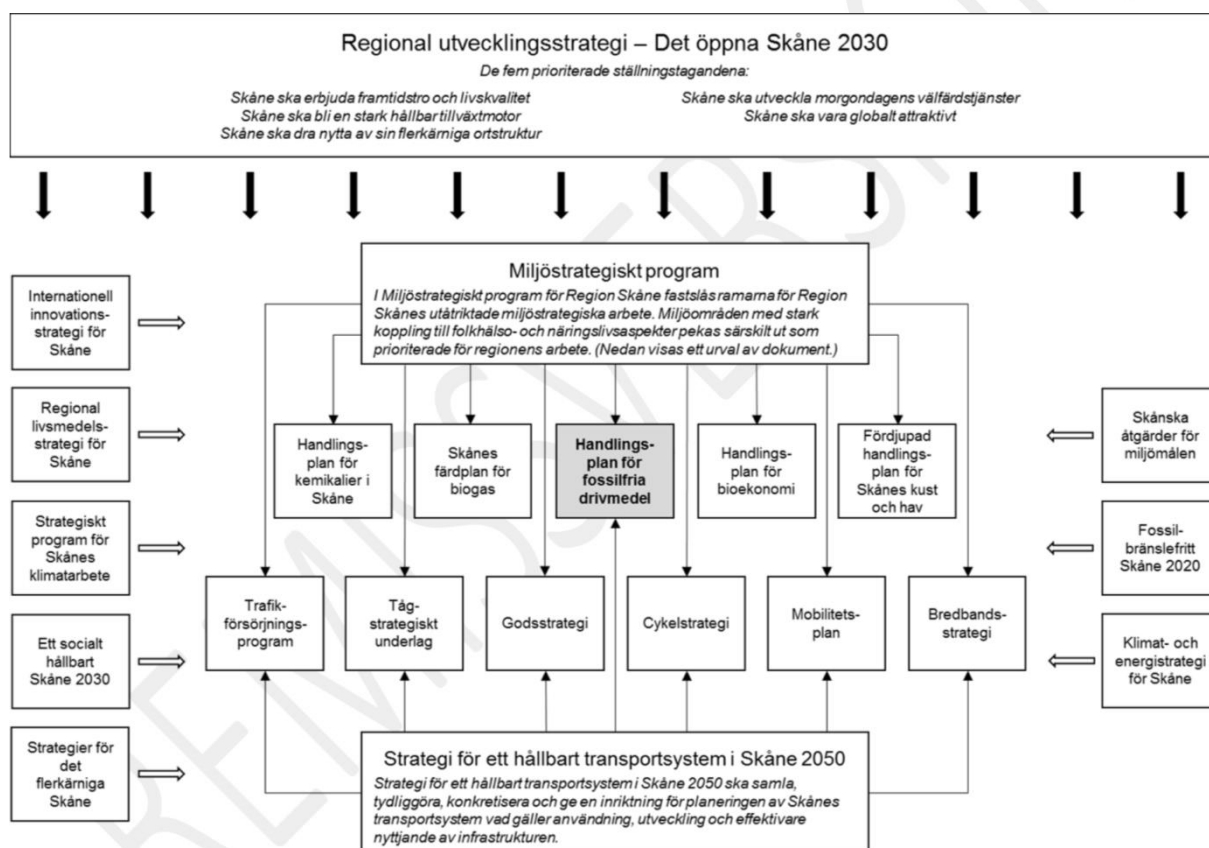 Regional utvecklingsstrategi – Det öppna Skåne 2030
De fem prioriterade ställningstagandena:
Skåne ska erbjuda framtidstro och livskvalitet
Skåne ska bli en stark hållbar tillväxtmotor
Skåne ska dra nytta av sin flerkärniga ortstruktur
Skåne ska utveckla morgondagens välfärdstjänster
Skåne ska vara globalt attraktivt
Miljöstrategiskt program
I Miljöstrategiskt program för Region Skåne fastslås ramarna för Region
Skånes utåtriktade miljöstrategiska arbete. Miljöområden med stark
koppling till folkhälso- och näringslivsaspekter pekas särskilt ut som
prioriterade för regionens arbete. (Nedan visas ett urval av dokument.)
Internationell
innovations-
strategi för
Skåne
Regional
livsmedels-
strategi för
Skåne
Strategiskt
program för
Skånes
klimatarbete
Ett socialt
hållbart
Skåne 2030
Strategier för
det
flerkärniga
Skåne
Handlings-
plan för
kemikalier i
Skåne
Skånes
färdplan för
biogas
Handlings-
plan för
fossilfria
drivmedel
Handlings-
plan för
bioekonomi
Fördjupad
handlings-
plan för
Skånes kust
och hav
Trafik-
försörjnings-
program
Tåg-
strategiskt
underlag
Godsstrategi
Cykelstrategi
Mobilitets-
plan
Bredbands-
strategi
Skånska
åtgärder för
miljömålen
Fossil-
bränslefritt
Skåne 2020
Klimat- och
energistrategi
för Skåne
Strategi för ett hållbart transportsystem i Skåne 2050
Strategi för ett hållbart transportsystem i Skåne 2050 ska samla,
tydliggöra, konkretisera och ge en inriktning för planeringen av Skånes
transportsystem vad gäller användning, utveckling och effektivare
nyttjande av infrastrukturen.